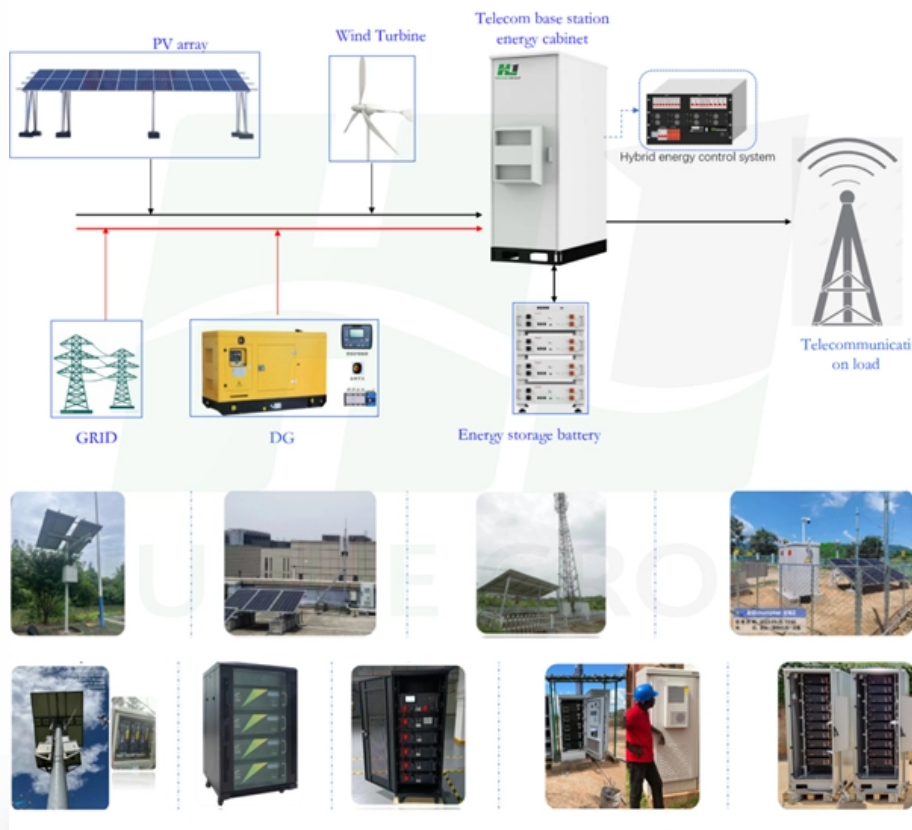 PV array
Wind Turbine
Telecom base station
energy cabinet
Hybrid energy control system
Telecommunicati
on load
GRID
DG
Energy storage battery